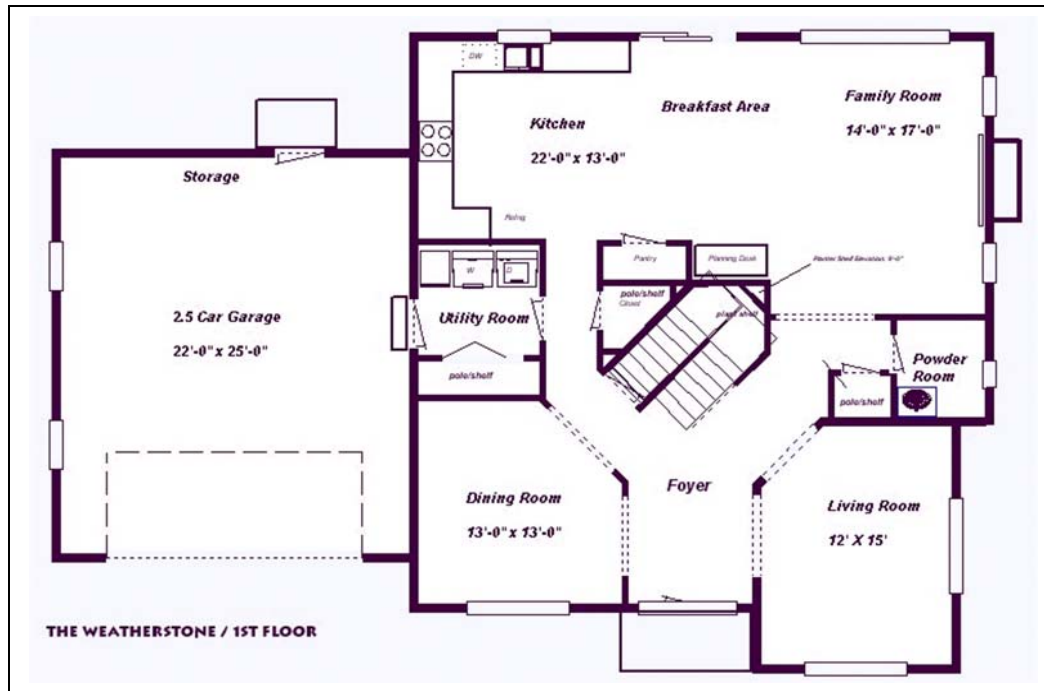 DW
Kitchen
22'-0" x 13'-0"
Breakfast Area
Family Room
14'-0" x 17'-0"
Storage
Pantry
Planning Desk
W
D
Utility Room
pole/shelf
pole/shelf
Closet
plant shelf
2.5 Car Garage
22'-0" x 25'-0"
Powder
Room
pole/shelf
Foyer
Dining Room
13'-0" x 13'-0"
Living Room
12' X 15'
THE WEATHERSTONE / 1ST FLOOR